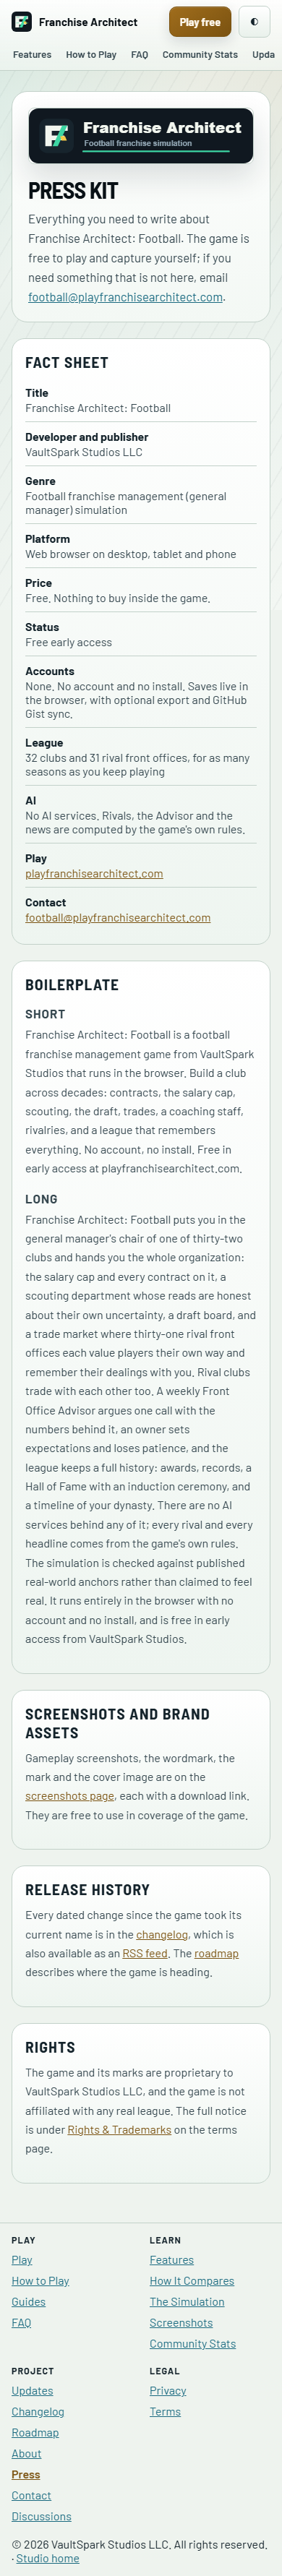 Franchise Architect
Play free
Features How to Play FAQ Community Stats Upda
Franchise Architect
Football franchise simulation
PRESS KIT
Everything you need to write about
Franchise Architect: Football. The game is
free to play and capture yourself; if you
need something that is not here, email
football@playfranchisearchitect.com.
FACT SHEET
Title
Franchise Architect: Football
Developer and publisher
VaultSpark Studios LLC
Genre
Football franchise management (general
manager) simulation
Platform
Web browser on desktop, tablet and phone
Price
Free. Nothing to buy inside the game.
Status
Free early access
Accounts
None. No account and no install. Saves live in
the browser, with optional export and GitHub
Gist sync.
League
32 clubs and 31 rival front offices, for as many
seasons as you keep playing
AI
No AI services. Rivals, the Advisor and the
news are computed by the game's own rules.
Play
playfranchisearchitect.com
Contact
football@playfranchisearchitect.com
BOILERPLATE
SHORT
Franchise Architect: Football is a football
franchise management game from VaultSpark
Studios that runs in the browser. Build a club
across decades: contracts, the salary cap,
scouting, the draft, trades, a coaching staff,
rivalries, and a league that remembers
everything. No account, no install. Free in
early access at playfranchisearchitect.com.
LONG
Franchise Architect: Football puts you in the
general manager's chair of one of thirty-two
clubs and hands you the whole organization:
the salary cap and every contract on it, a
scouting department whose reads are honest
about their own uncertainty, a draft board, and
a trade market where thirty-one rival front
offices each value players their own way and
remember their dealings with you. Rival clubs
trade with each other too. A weekly Front
Office Advisor argues one call with the
numbers behind it, an owner sets
expectations and loses patience, and the
league keeps a full history: awards, records, a
Hall of Fame with an induction ceremony, and
a timeline of your dynasty. There are no AI
services behind any of it; every rival and every
headline comes from the game's own rules.
The simulation is checked against published
real-world anchors rather than claimed to feel
real. It runs entirely in the browser with no
account and no install, and is free in early
access from VaultSpark Studios.
SCREENSHOTS AND BRAND
ASSETS
Gameplay screenshots, the wordmark, the
mark and the cover image are on the
screenshots page, each with a download link.
They are free to use in coverage of the game.
RELEASE HISTORY
Every dated change since the game took its
current name is in the changelog, which is
also available as an RSS feed. The roadmap
describes where the game is heading.
RIGHTS
The game and its marks are proprietary to
VaultSpark Studios LLC, and the game is not
affiliated with any real league. The full notice
is under Rights & Trademarks on the terms
page.
PLAY
Play
How to Play
Guides
FAQ
LEARN
Features
How It Compares
The Simulation
Screenshots
Community Stats
PROJECT
Updates
Changelog
Roadmap
About
Press
Contact
Discussions
LEGAL
Privacy
Terms
© 2026 VaultSpark Studios LLC. All rights reserved.
· Studio home